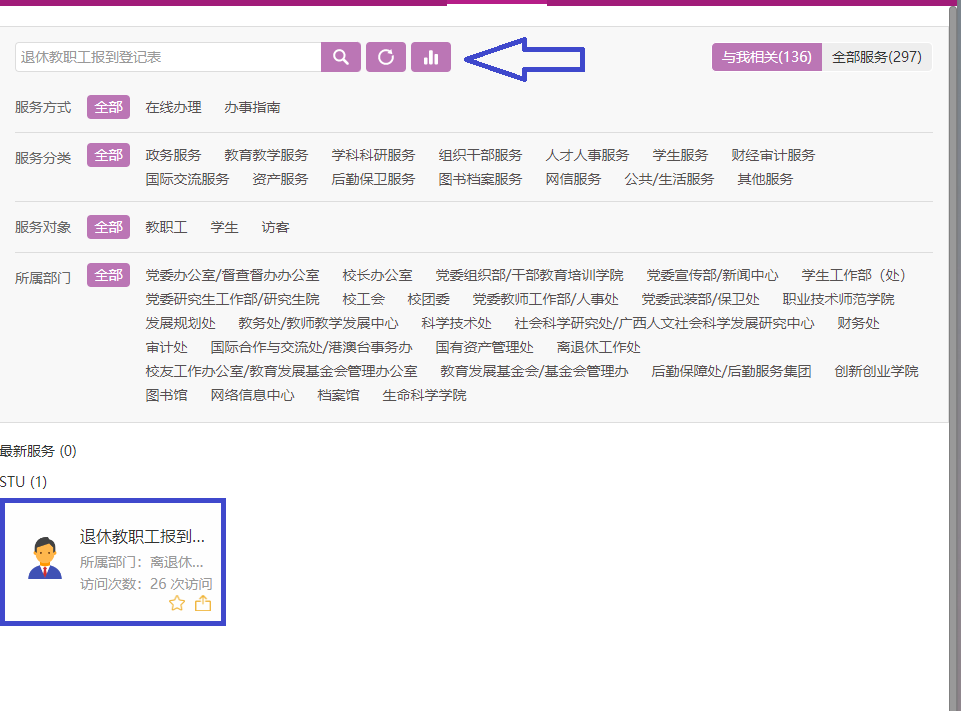 退休教职工报到登记表 与我相关(136) 全部服务(297)
服务方式 全部 在线办理 办事指南
服务分类 全部 政务服务 教育教学服务 学科科研服务 组织干部服务 人才人事服务 学生服务 财经审计服务
国际交流服务 资产服务 后勤保卫服务 图书档案服务 网信服务 公共/生活服务 其他服务
服务对象 全部 教职工 学生 访客
所属部门 全部 党委办公室/督查督办办公室 校长办公室 党委组织部/干部教育培训学院 党委宣传部/新闻中心 学生工作部（处）
党委研究生工作部/研究生院 校工会 校团委 党委教师工作部/人事处 党委武装部/保卫处 职业技术师范学院
发展规划处 教务处/教师教学发展中心 科学技术处 社会科学研究处/广西人文社会科学发展研究中心 财务处
审计处 国际合作与交流处/港澳台事务办 国有资产管理处 离退休工作处
校友工作办公室/教育发展基金会管理办公室 教育发展基金会/基金会管理办 后勤保障处/后勤服务集团 创新创业学院
图书馆 网络信息中心 档案馆 生命科学学院
最新服务 (0)
STU (1)
退休教职工报到...
所属部门：离退休...
访问次数：26 次访问